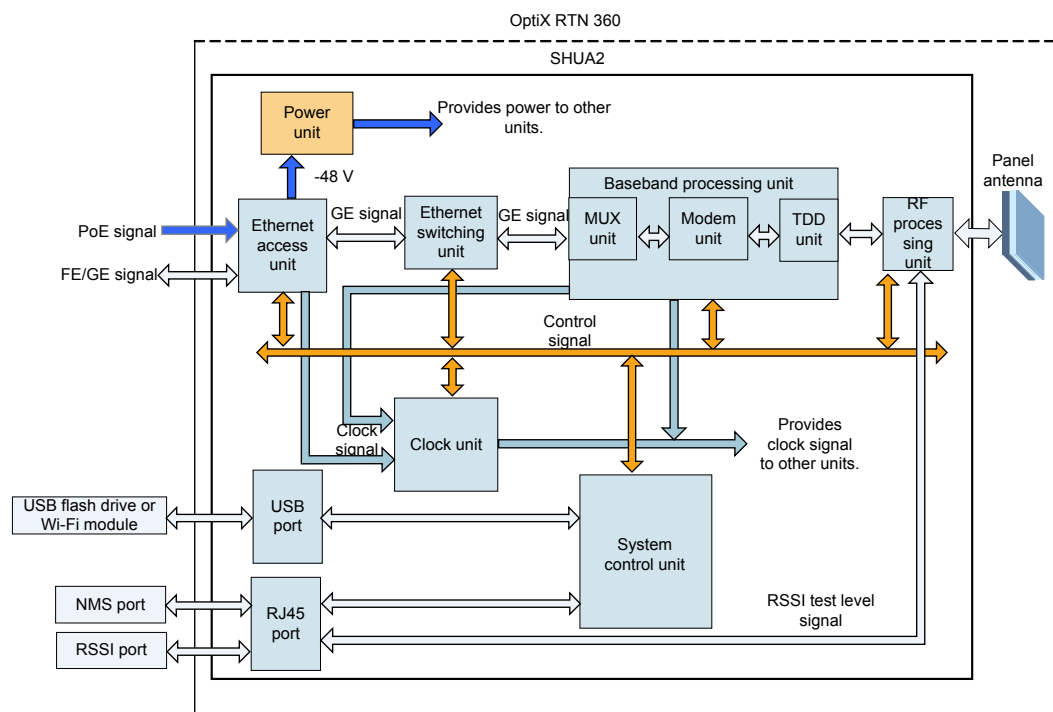 OptiX RTN 360
SHUA2
Power
unit
Provides power to other
units.
-48 V
Panel
antenna
Baseband processing unit
PoE signal
FE/GE signal
Ethernet
access
unit
GE signal
Ethernet
switching
unit
GE signal
MUX
unit
Modem
unit
TDD
unit
RF
proces
sing
unit
Control
signal
Clock
signal
Clock unit
Provides
clock signal
to other units.
USB flash drive or
Wi-Fi module
USB
port
System
control unit
NMS port
RSSI port
RJ45
port
RSSI test level
signal